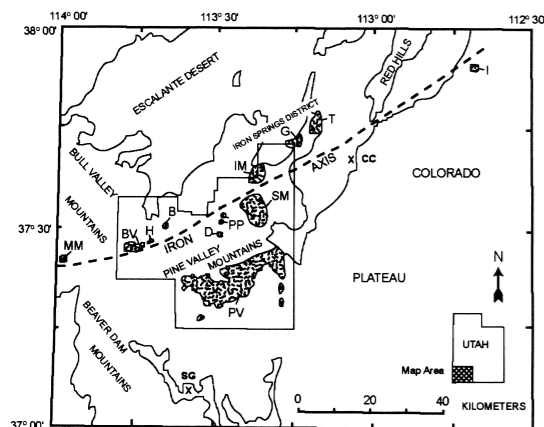 114° 00'
113° 30'
113° 00'
112° 30'
38° 00'
ESCALANTE DESERT
RED HILLS
I
IRON SPRINGS DISTRICT
T
G
BULL VALLEY
MOUNTAINS
IM
AXIS
X CC
COLORADO
SM
B
PP
37° 30'
BV
H
D
IRON
MM
PINE VALLEY
MOUNTAINS
PLATEAU
N
PV
BEAVER DAM
MOUNTAINS
UTAH
Map Area
SG
X
0
20
40
37° 00'
KILOMETERS